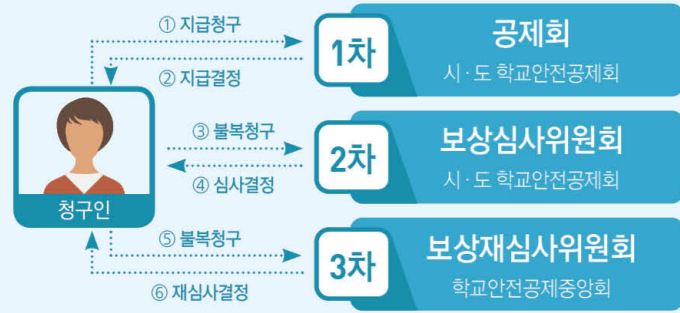 ① 지급청구
② 지급결정
1차
공제회
시·도 학교안전공제회
청구인
③ 불복청구
④ 심사결정
2차
보상심사위원회
시·도 학교안전공제회
⑤ 불복청구
⑥ 재심사결정
3차
보상재심사위원회
학교안전공제중앙회